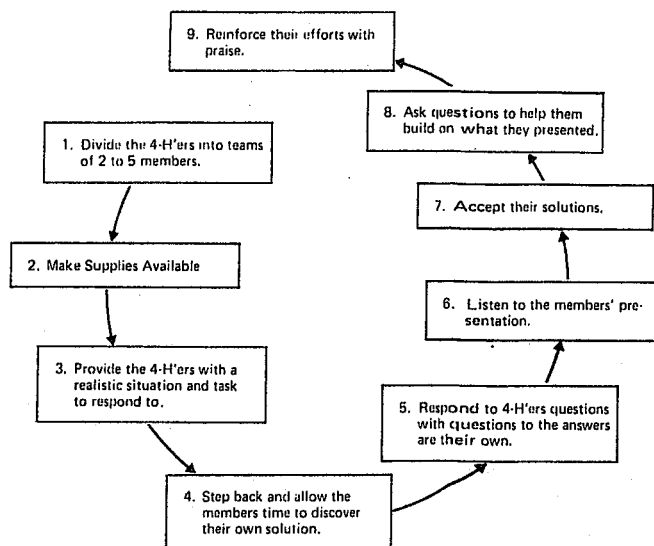 1. Divide the 4-H'ers into teams
of 2 to 5 members.
2. Make Supplies Available
3. Provide the 4-H'ers with a
realistic situation and task
to respond to.
4. Step back and allow the
members time to discover
their own solution.
5. Respond to 4-H'ers questions
with questions to the answers
are their own.
6. Listen to the members' pre-
sentation.
7. Accept their solutions.
8. Ask questions to help them
build on what they presented.
9. Reinforce their efforts with
praise.